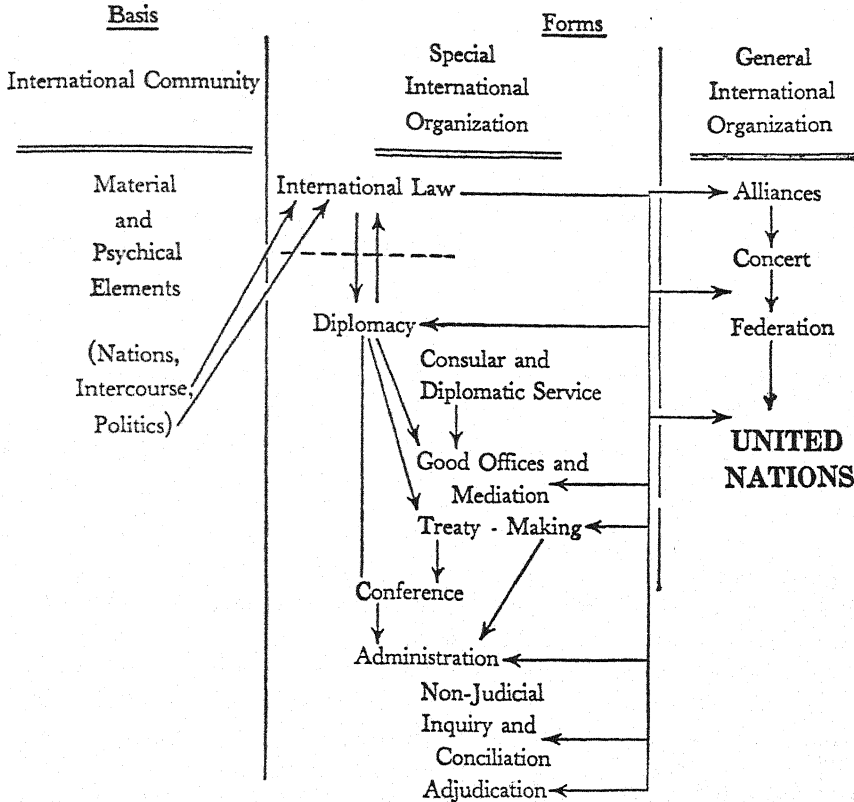 Basis
Forms
International Community
Special
International
Organization
General
International
Organization
Material
and
Psychical
Elements
(Nations,
Intercourse,
Politics)
International Law
Diplomacy
Consular and
Diplomatic Service
Good Offices and
Mediation
Treaty - Making
Conference
Administration
Non-Judicial
Inquiry and
Conciliation
Adjudication
Alliances
Concert
Federation
UNITED
NATIONS